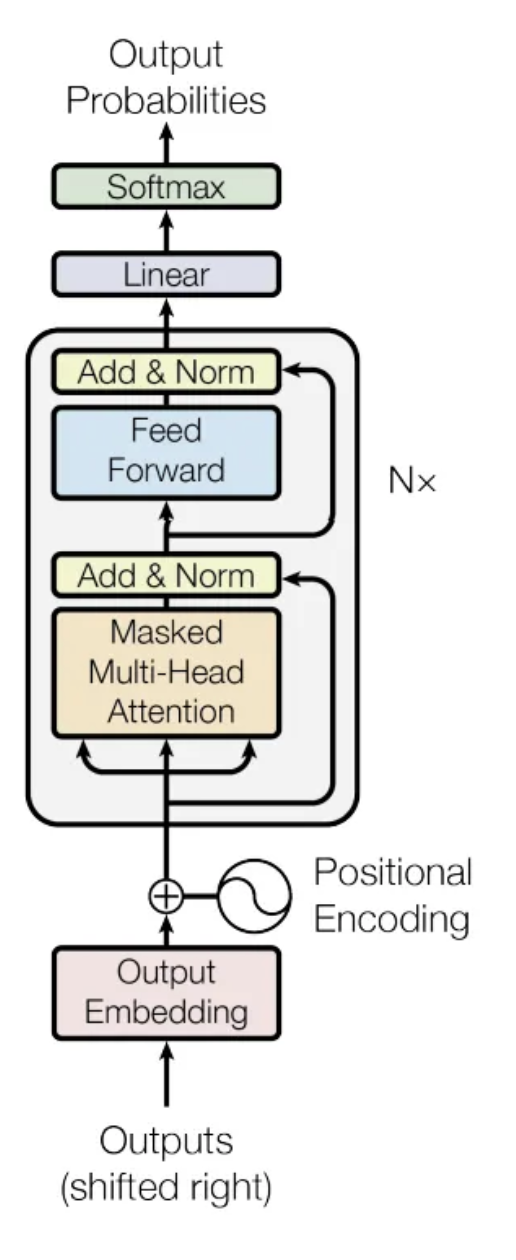 Output
Probabilities
Softmax
Linear
Add & Norm
Feed
Forward
N×
Add & Norm
Masked
Multi-Head
Attention
Positional
Encoding
Output
Embedding
Outputs
(shifted right)